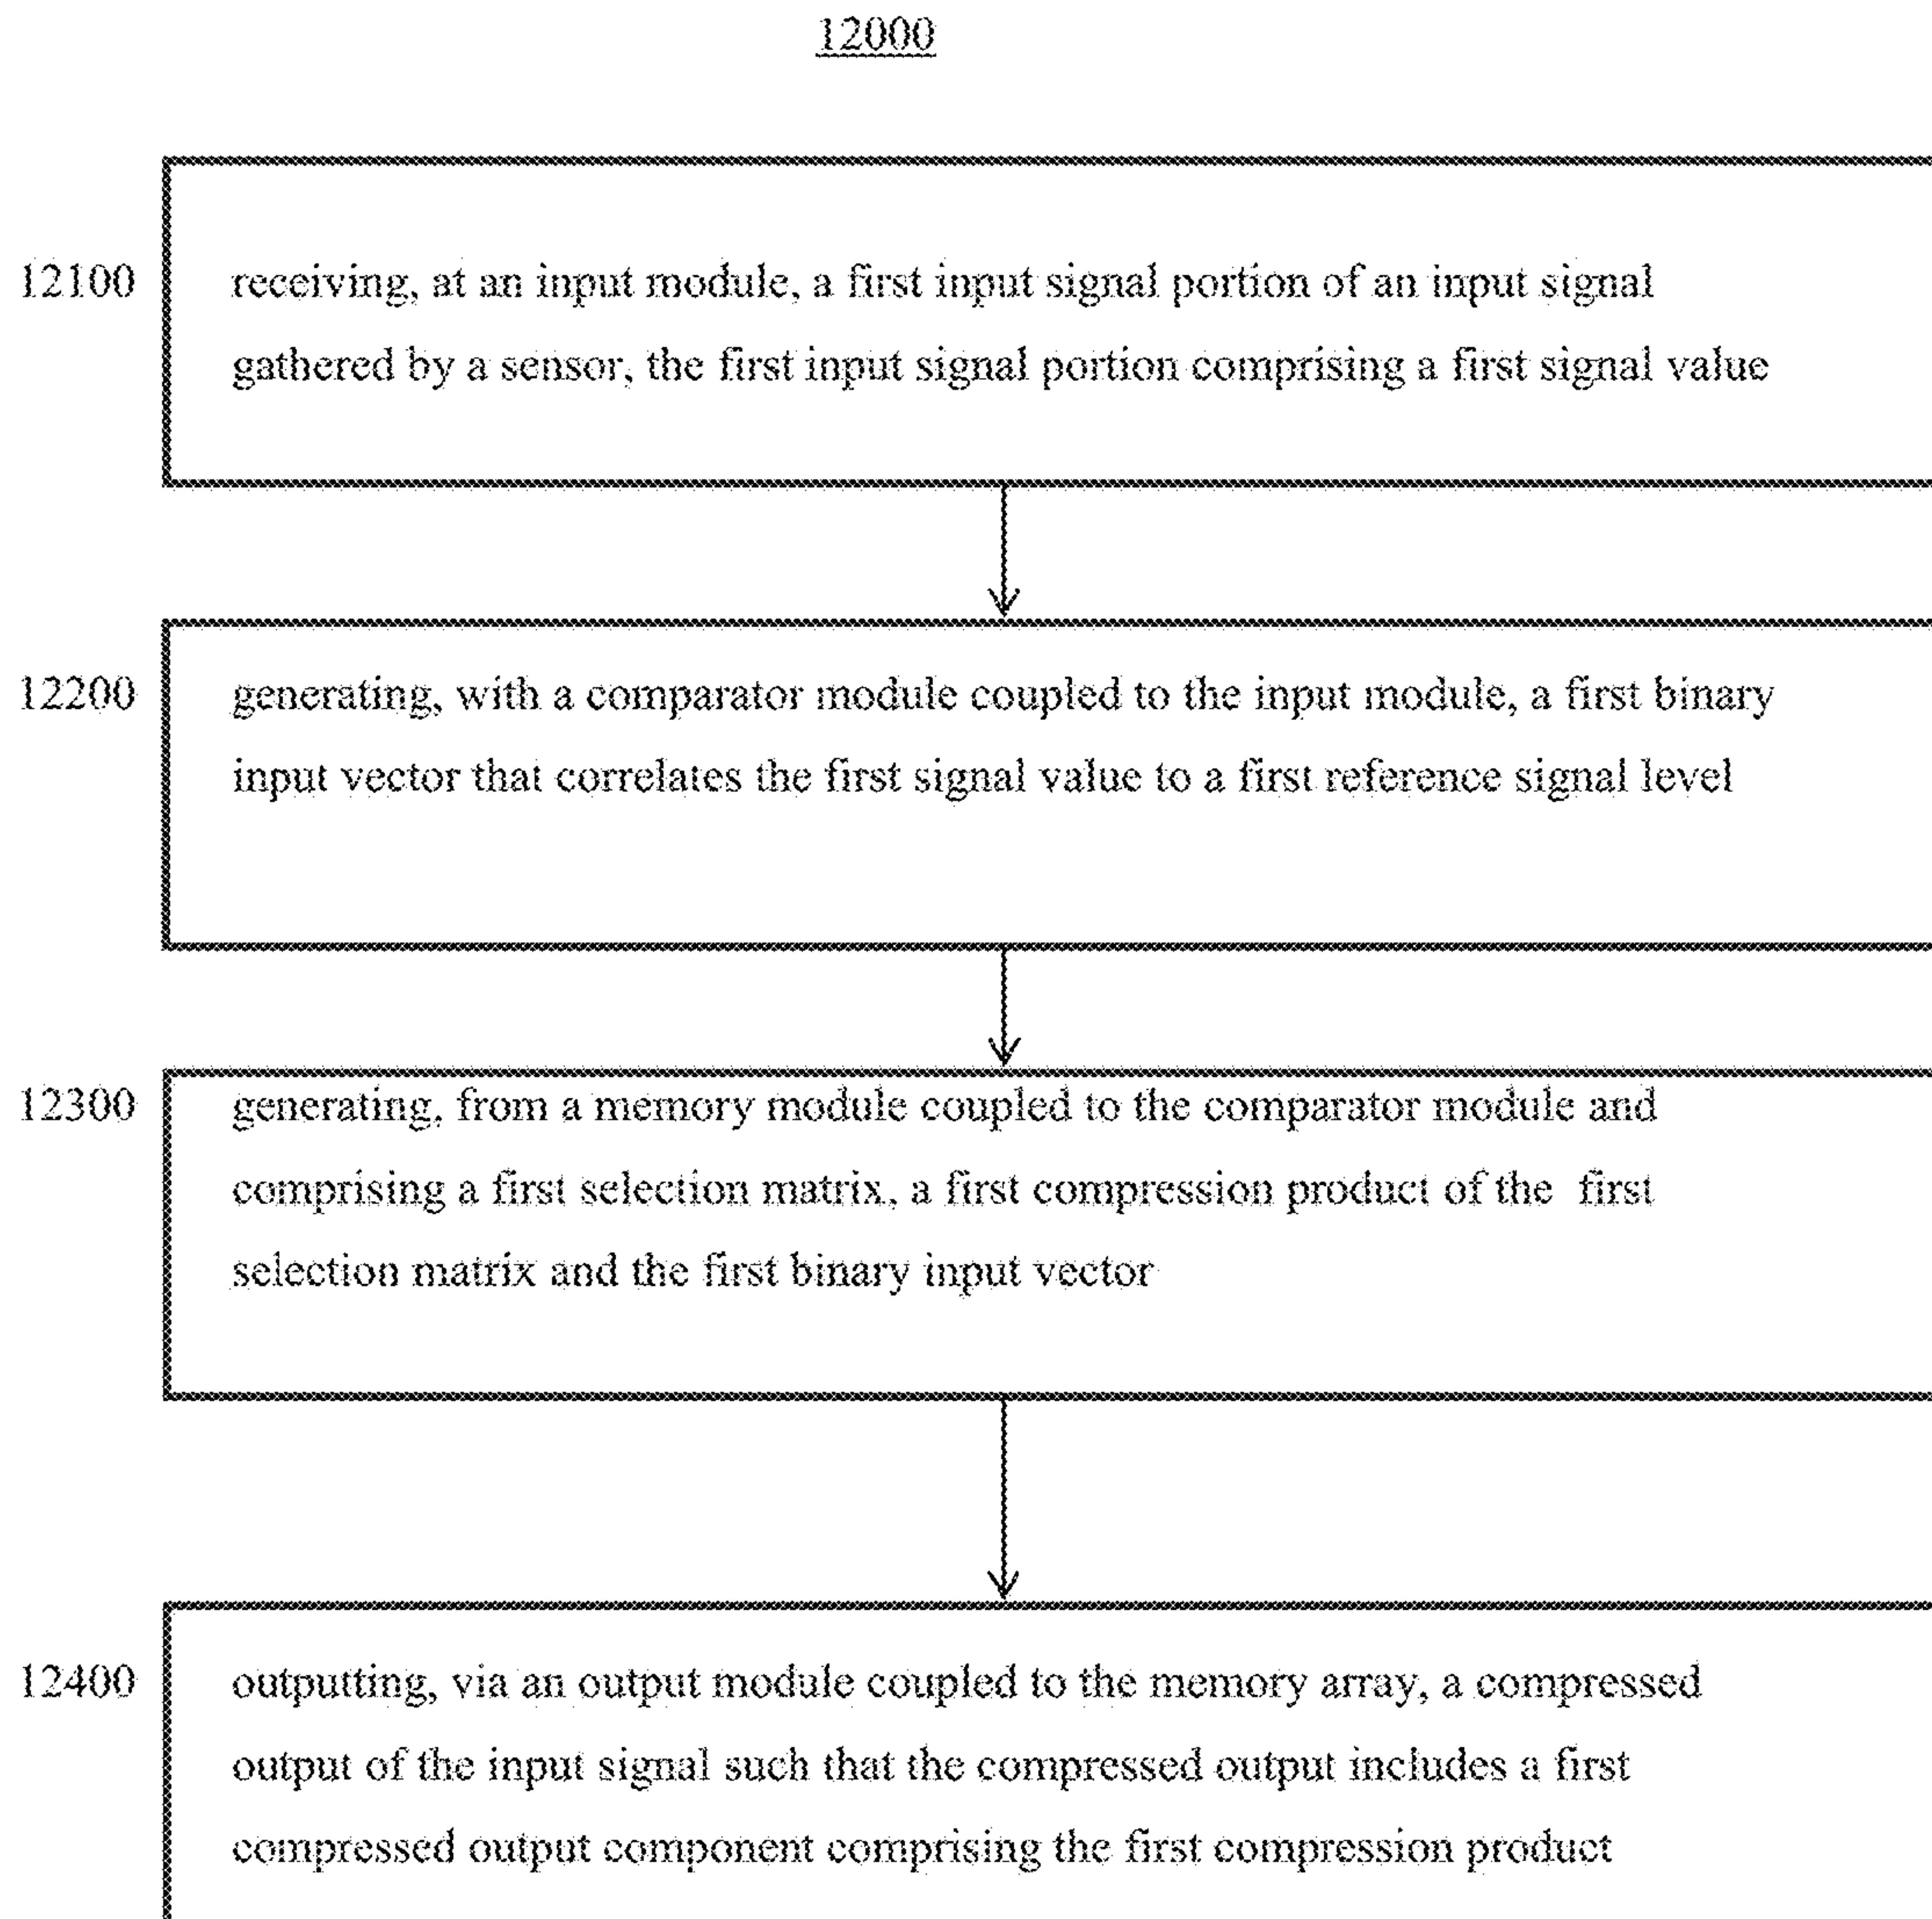 12000
12100
receiving, at an input module, a first input signal portion of an input signal
gathered by a sensor, the first input signal portion comprising a first signal value
12200
generating, with a comparator module coupled to the input module, a first binary
input vector that correlates the first signal value to a first reference signal level
12300
generating, from a memory module coupled to the comparator module and
comprising a first selection matrix, a first compression product of the first
selection matrix and the first binary input vector
12400
outputting, via an output module coupled to the memory array, a compressed
output of the input signal such that the compressed output includes a first
compressed output component comprising the first compression product